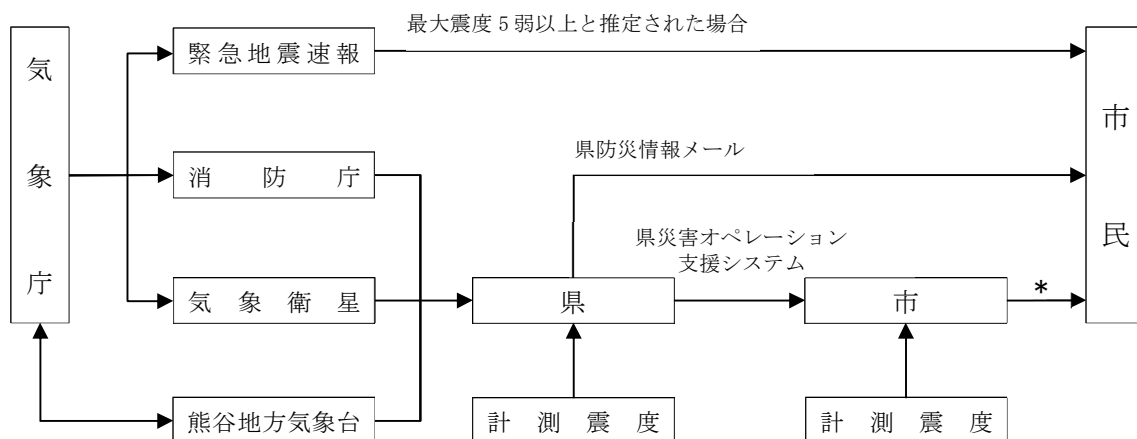 最大震度5弱以上と推定された場合
緊急地震速報
気象庁
市民
消防庁
県防災情報メール
県災害オペレーション
支援システム
気象衛星
県
市
*
熊谷地方気象台
計測震度
計測震度